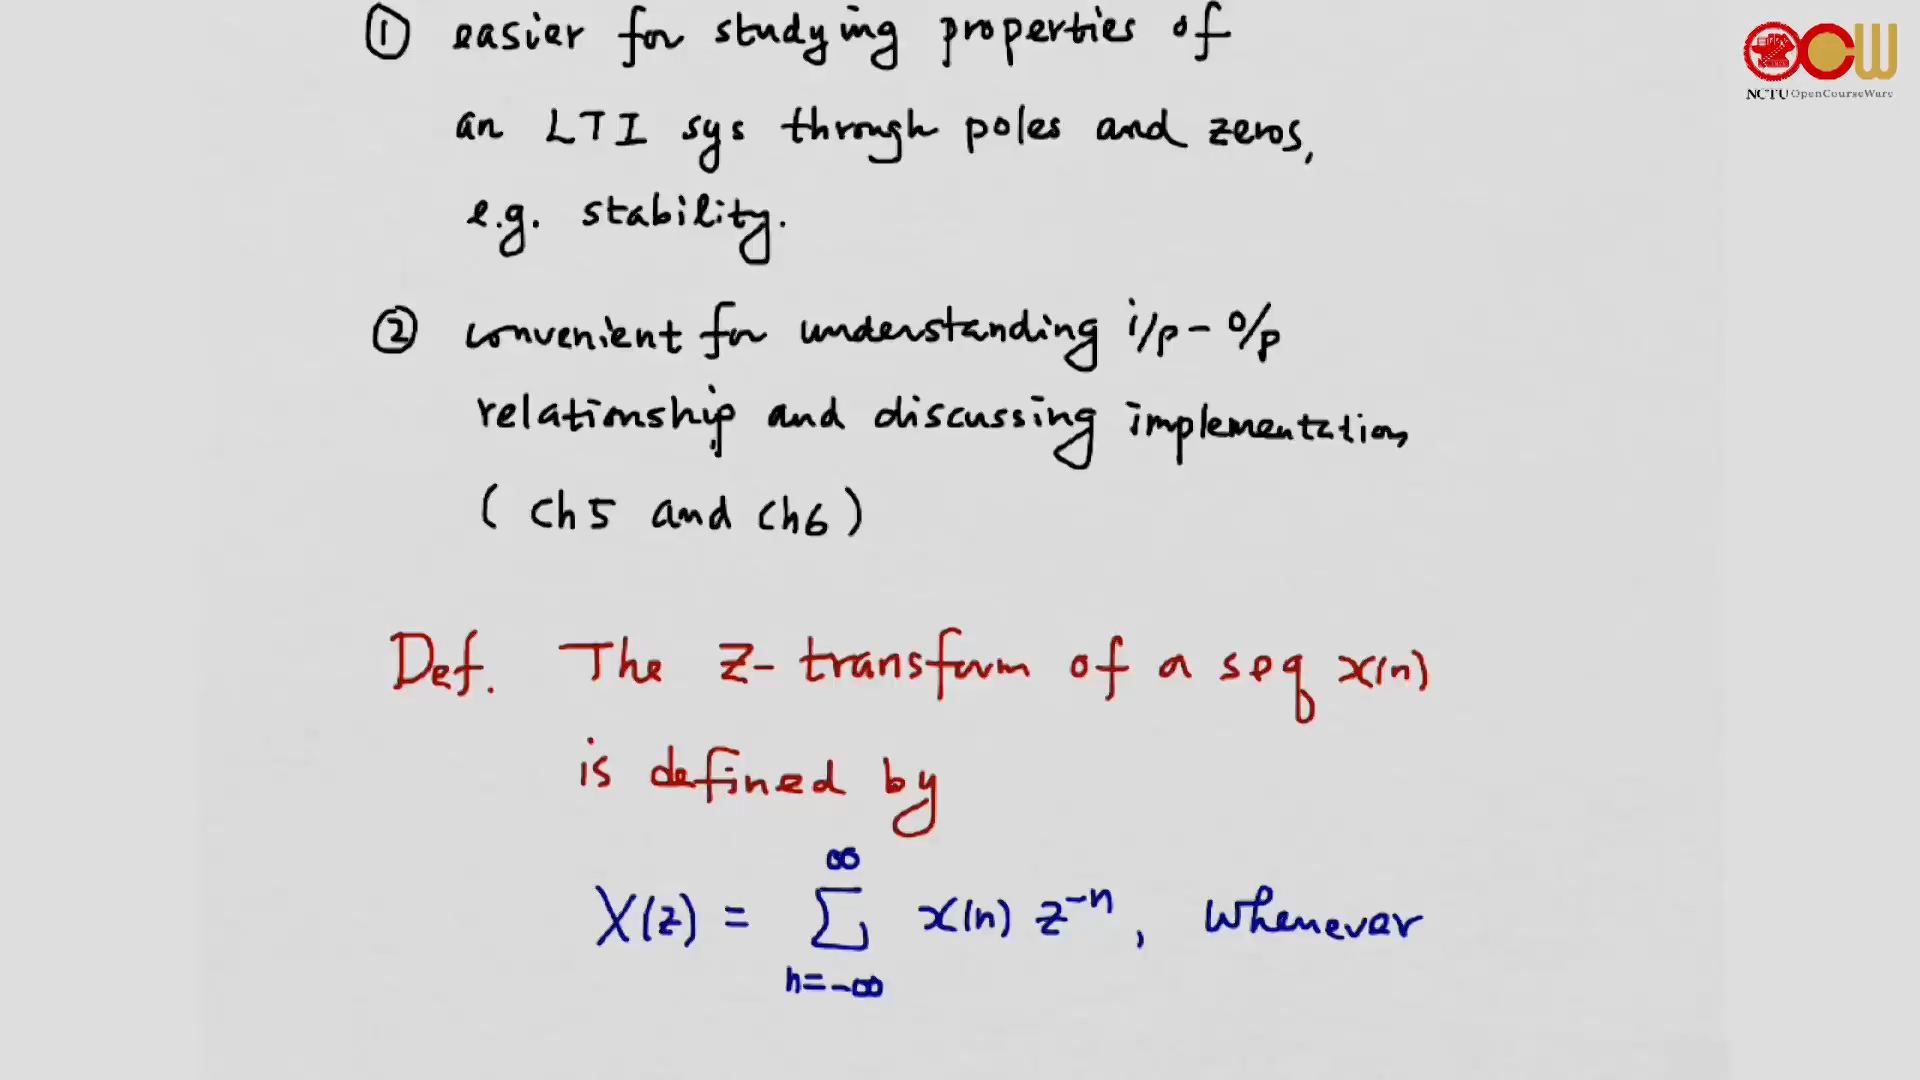 ① easier for studying properties of
an LTI sys through poles and zeros,
e.g. stability.
② convenient for understanding i/p - o/p
relationship and discussing implementation
(Ch5 and Ch6)
Def. The Z-transform of a seq x(n)
is defined by
X(z) = ∑_{n=-∞}^{∞} x(n) z^{-n}, whenever
OCW
NCTU OpenCourseWare